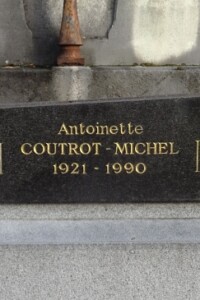 Antoinette
COUTROT - MICHEL
1921 - 1990